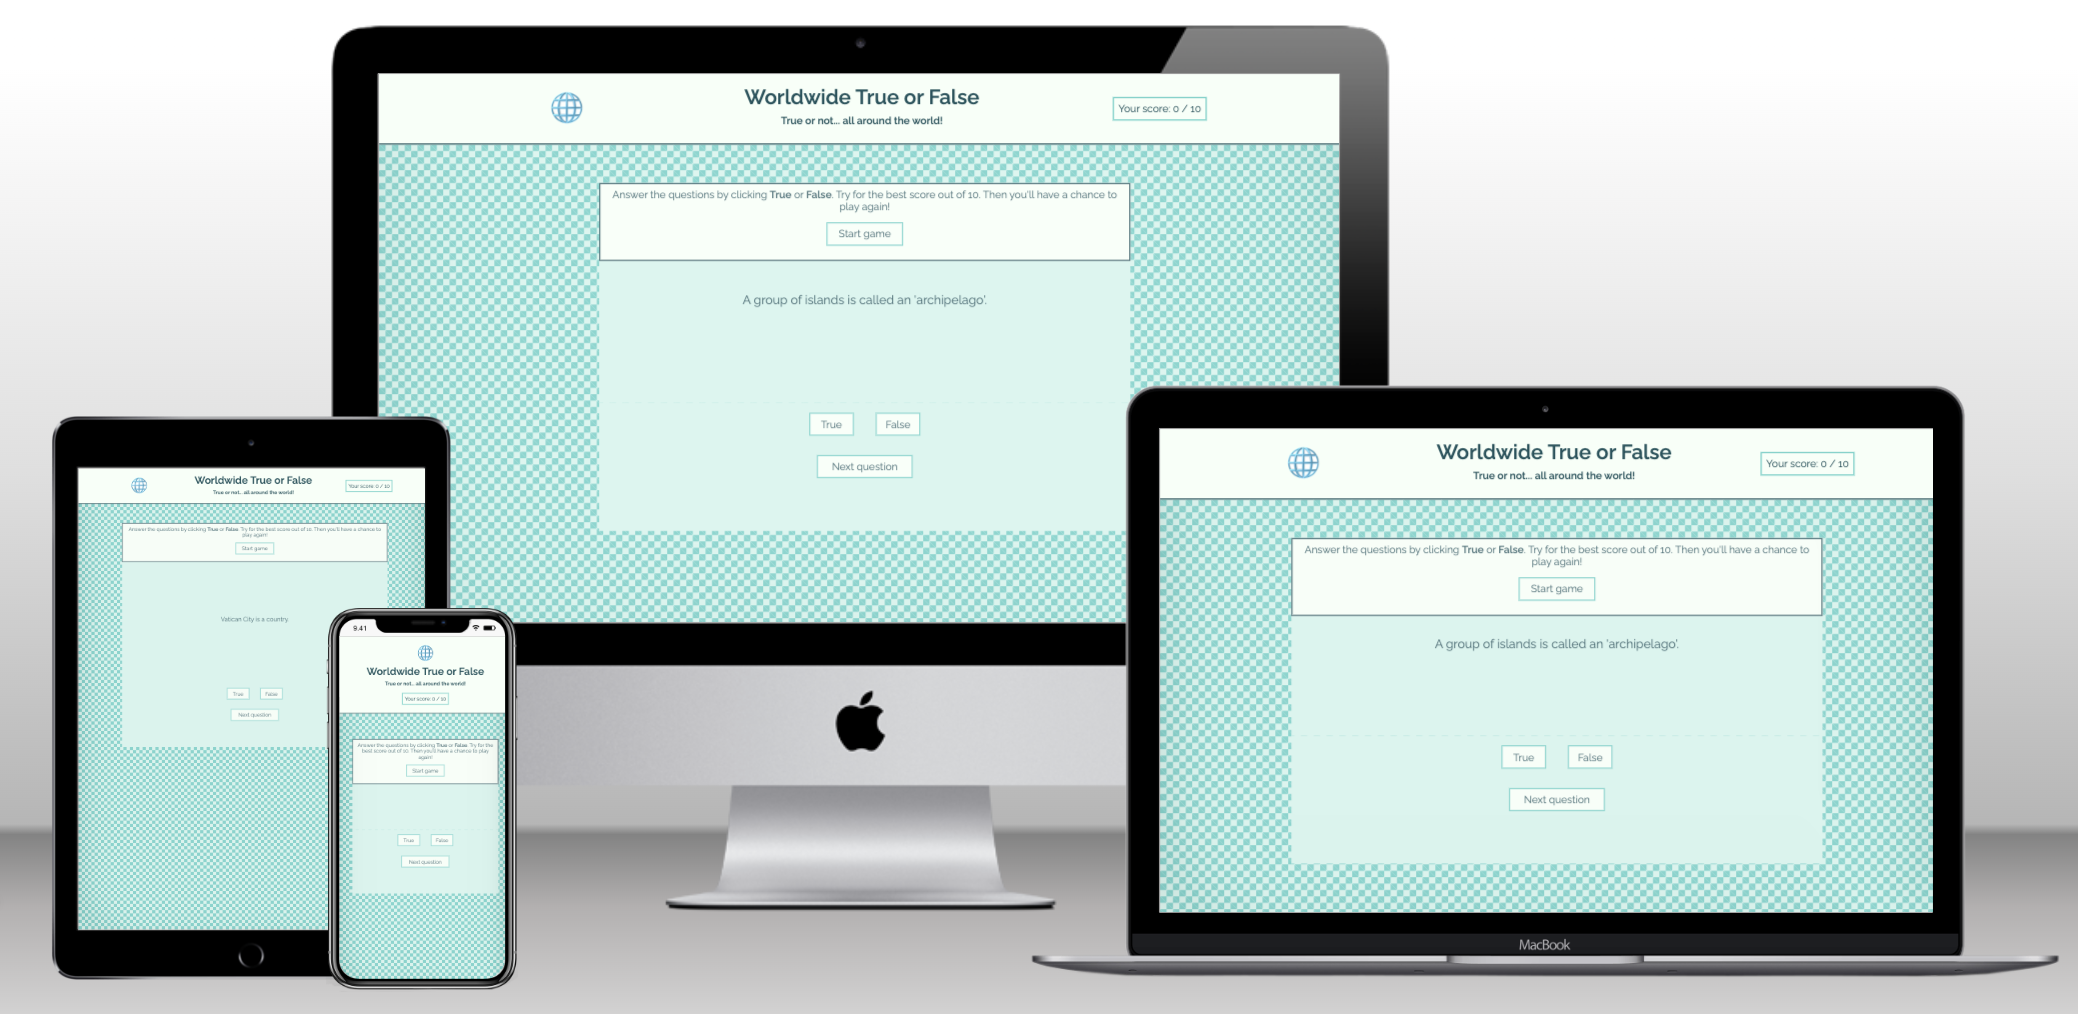 Worldwide True or False
True or not... all around the world!
Your score: 0 / 10
Answer the questions by clicking True or False. Try for the best score out of 10. Then you'll have a chance to
play again!
Start game
A group of islands is called an 'archipelago'.
True False
Next question
Worldwide True or False
True or not... all around the world!
Your score: 0 / 10
Answer the questions by clicking True or False. Try for the best score out of 10. Then you'll have a chance to
play again!
Start game
Vatican City is a country.
True False
Next question
9.41
Worldwide True or False
True or not... all around the world!
Your score: 0 / 10
Answer the questions by clicking True or False. Try for the
best score out of 10. Then you'll have a chance to play
again!
Start game
True False
Next question
Worldwide True or False
True or not... all around the world!
Your score: 0 / 10
Answer the questions by clicking True or False. Try for the best score out of 10. Then you'll have a chance to
play again!
Start game
A group of islands is called an 'archipelago'.
True False
Next question
MacBook